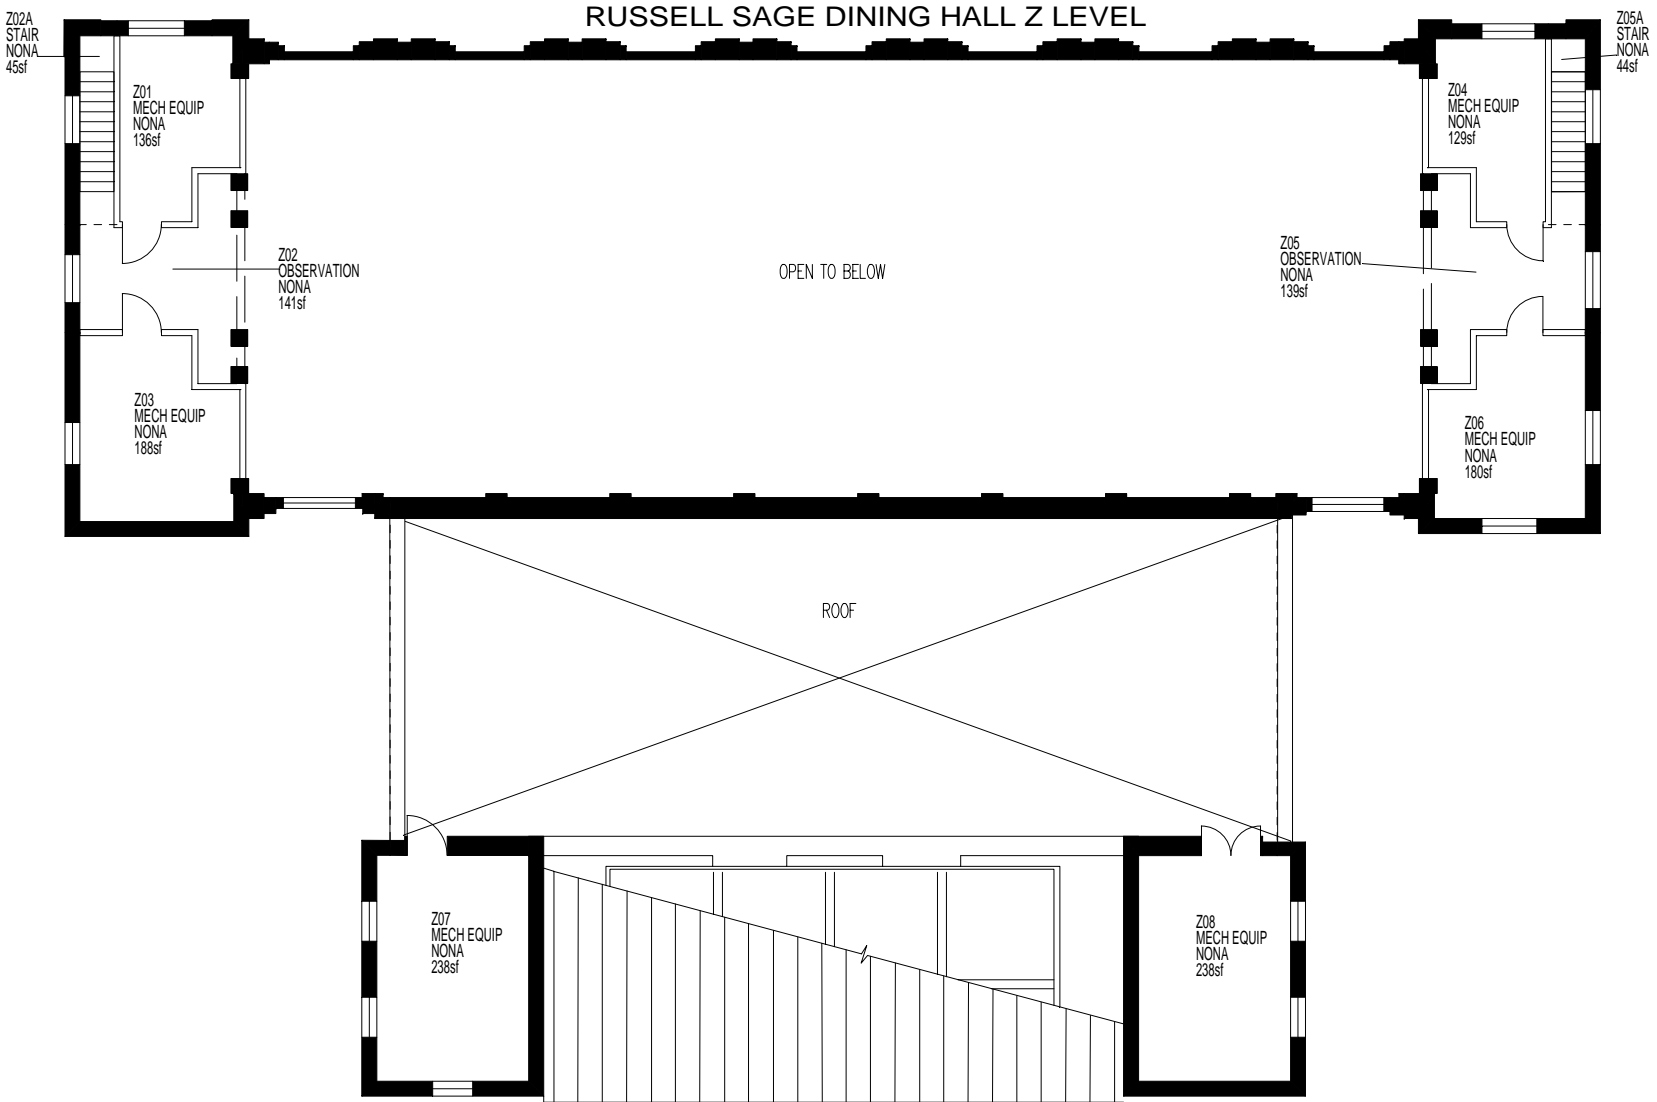 RUSSELL SAGE DINING HALL Z LEVEL
Z02A
STAIR
NONA
45sf
Z05A
STAIR
NONA
44sf
Z01
MECH EQUIP
NONA
136sf
Z04
MECH EQUIP
NONA
129sf
Z02
OBSERVATION
NONA
141sf
OPEN TO BELOW
Z05
OBSERVATION
NONA
139sf
Z03
MECH EQUIP
NONA
188sf
Z06
MECH EQUIP
NONA
180sf
ROOF
Z07
MECH EQUIP
NONA
238sf
Z08
MECH EQUIP
NONA
238sf